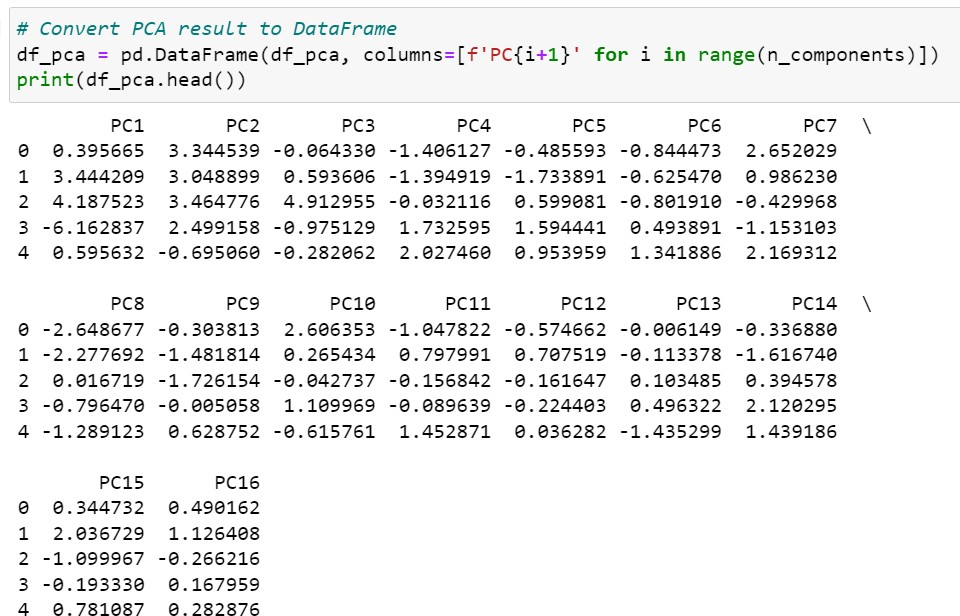 # Convert PCA result to DataFrame
df_pca = pd.DataFrame(df_pca, columns=[f'PC{i+1}' for i in range(n_components)])
print(df_pca.head())
        PC1       PC2       PC3       PC4       PC5       PC6       PC7  \
0  0.395665  3.344539 -0.064330 -1.406127 -0.485593 -0.844473  2.652029
1  3.444209  3.048899  0.593606 -1.394919 -1.733891 -0.625470  0.986230
2  4.187523  3.464776  4.912955 -0.032116  0.599081 -0.801910 -0.429968
3 -6.162837  2.499158 -0.975129  1.732595  1.594441  0.493891 -1.153103
4  0.595632 -0.695060 -0.282062  2.027460  0.953959  1.341886  2.169312
        PC8       PC9      PC10      PC11      PC12      PC13      PC14  \
0 -2.648677 -0.303813  2.606353 -1.047822 -0.574662 -0.006149 -0.336880
1 -2.277692 -1.481814  0.265434  0.797991  0.707519 -0.113378 -1.616740
2  0.016719 -1.726154 -0.042737 -0.156842 -0.161647  0.103485  0.394578
3 -0.796470 -0.005058  1.109969 -0.089639 -0.224403  0.496322  2.120295
4 -1.289123  0.628752 -0.615761  1.452871  0.036282 -1.435299  1.439186
       PC15      PC16
0  0.344732  0.490162
1  2.036729  1.126408
2 -1.099967 -0.266216
3 -0.193330  0.167959
4  0.781087  0.282876